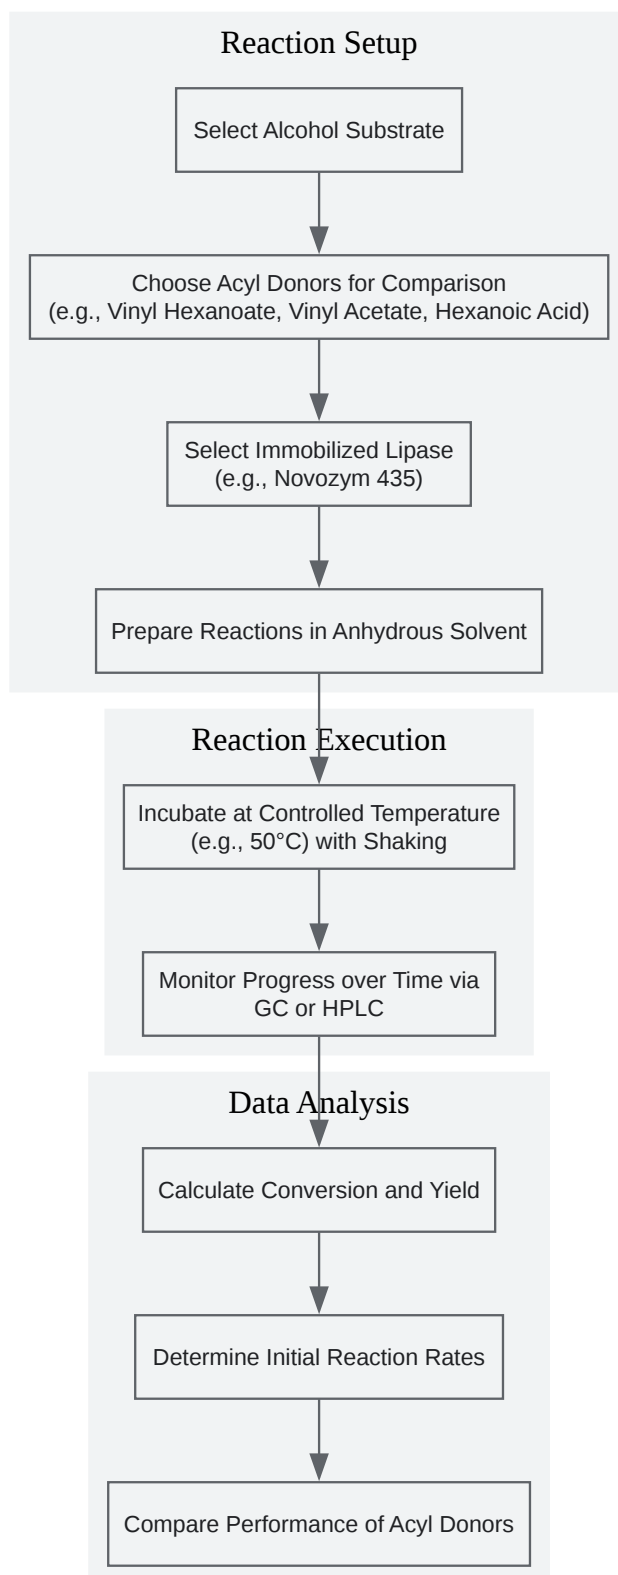 Reaction Setup
Select Alcohol Substrate
Choose Acyl Donors for Comparison
(e.g., Vinyl Hexanoate, Vinyl Acetate, Hexanoic Acid)
Select Immobilized Lipase
(e.g., Novozym 435)
Prepare Reactions in Anhydrous Solvent
Reaction Execution
Incubate at Controlled Temperature
(e.g., 50°C) with Shaking
Monitor Progress over Time via
GC or HPLC
Data Analysis
Calculate Conversion and Yield
Determine Initial Reaction Rates
Compare Performance of Acyl Donors